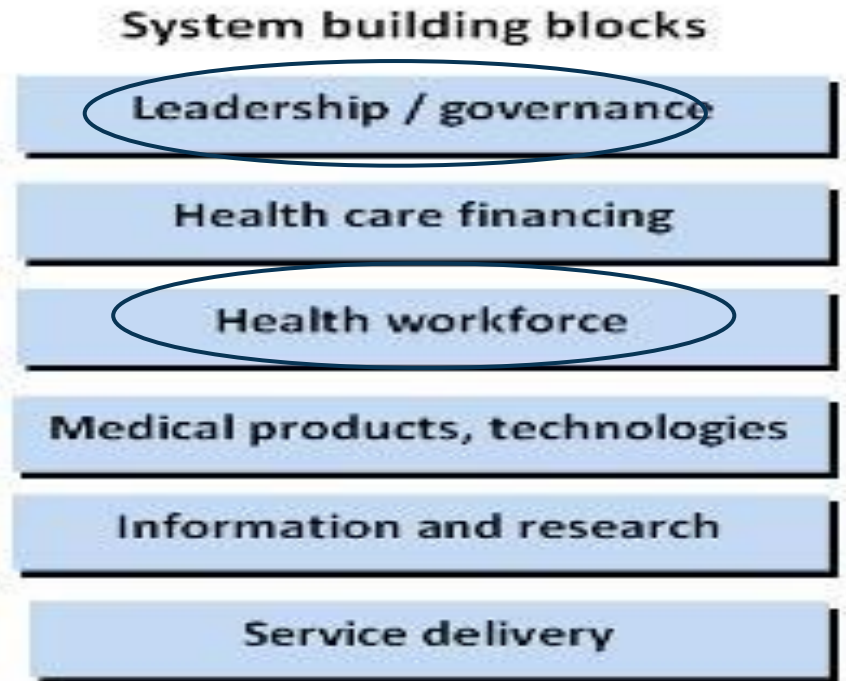 System building blocks
Leadership / governance
Health care financing
Health workforce
Medical products, technologies
Information and research
Service delivery